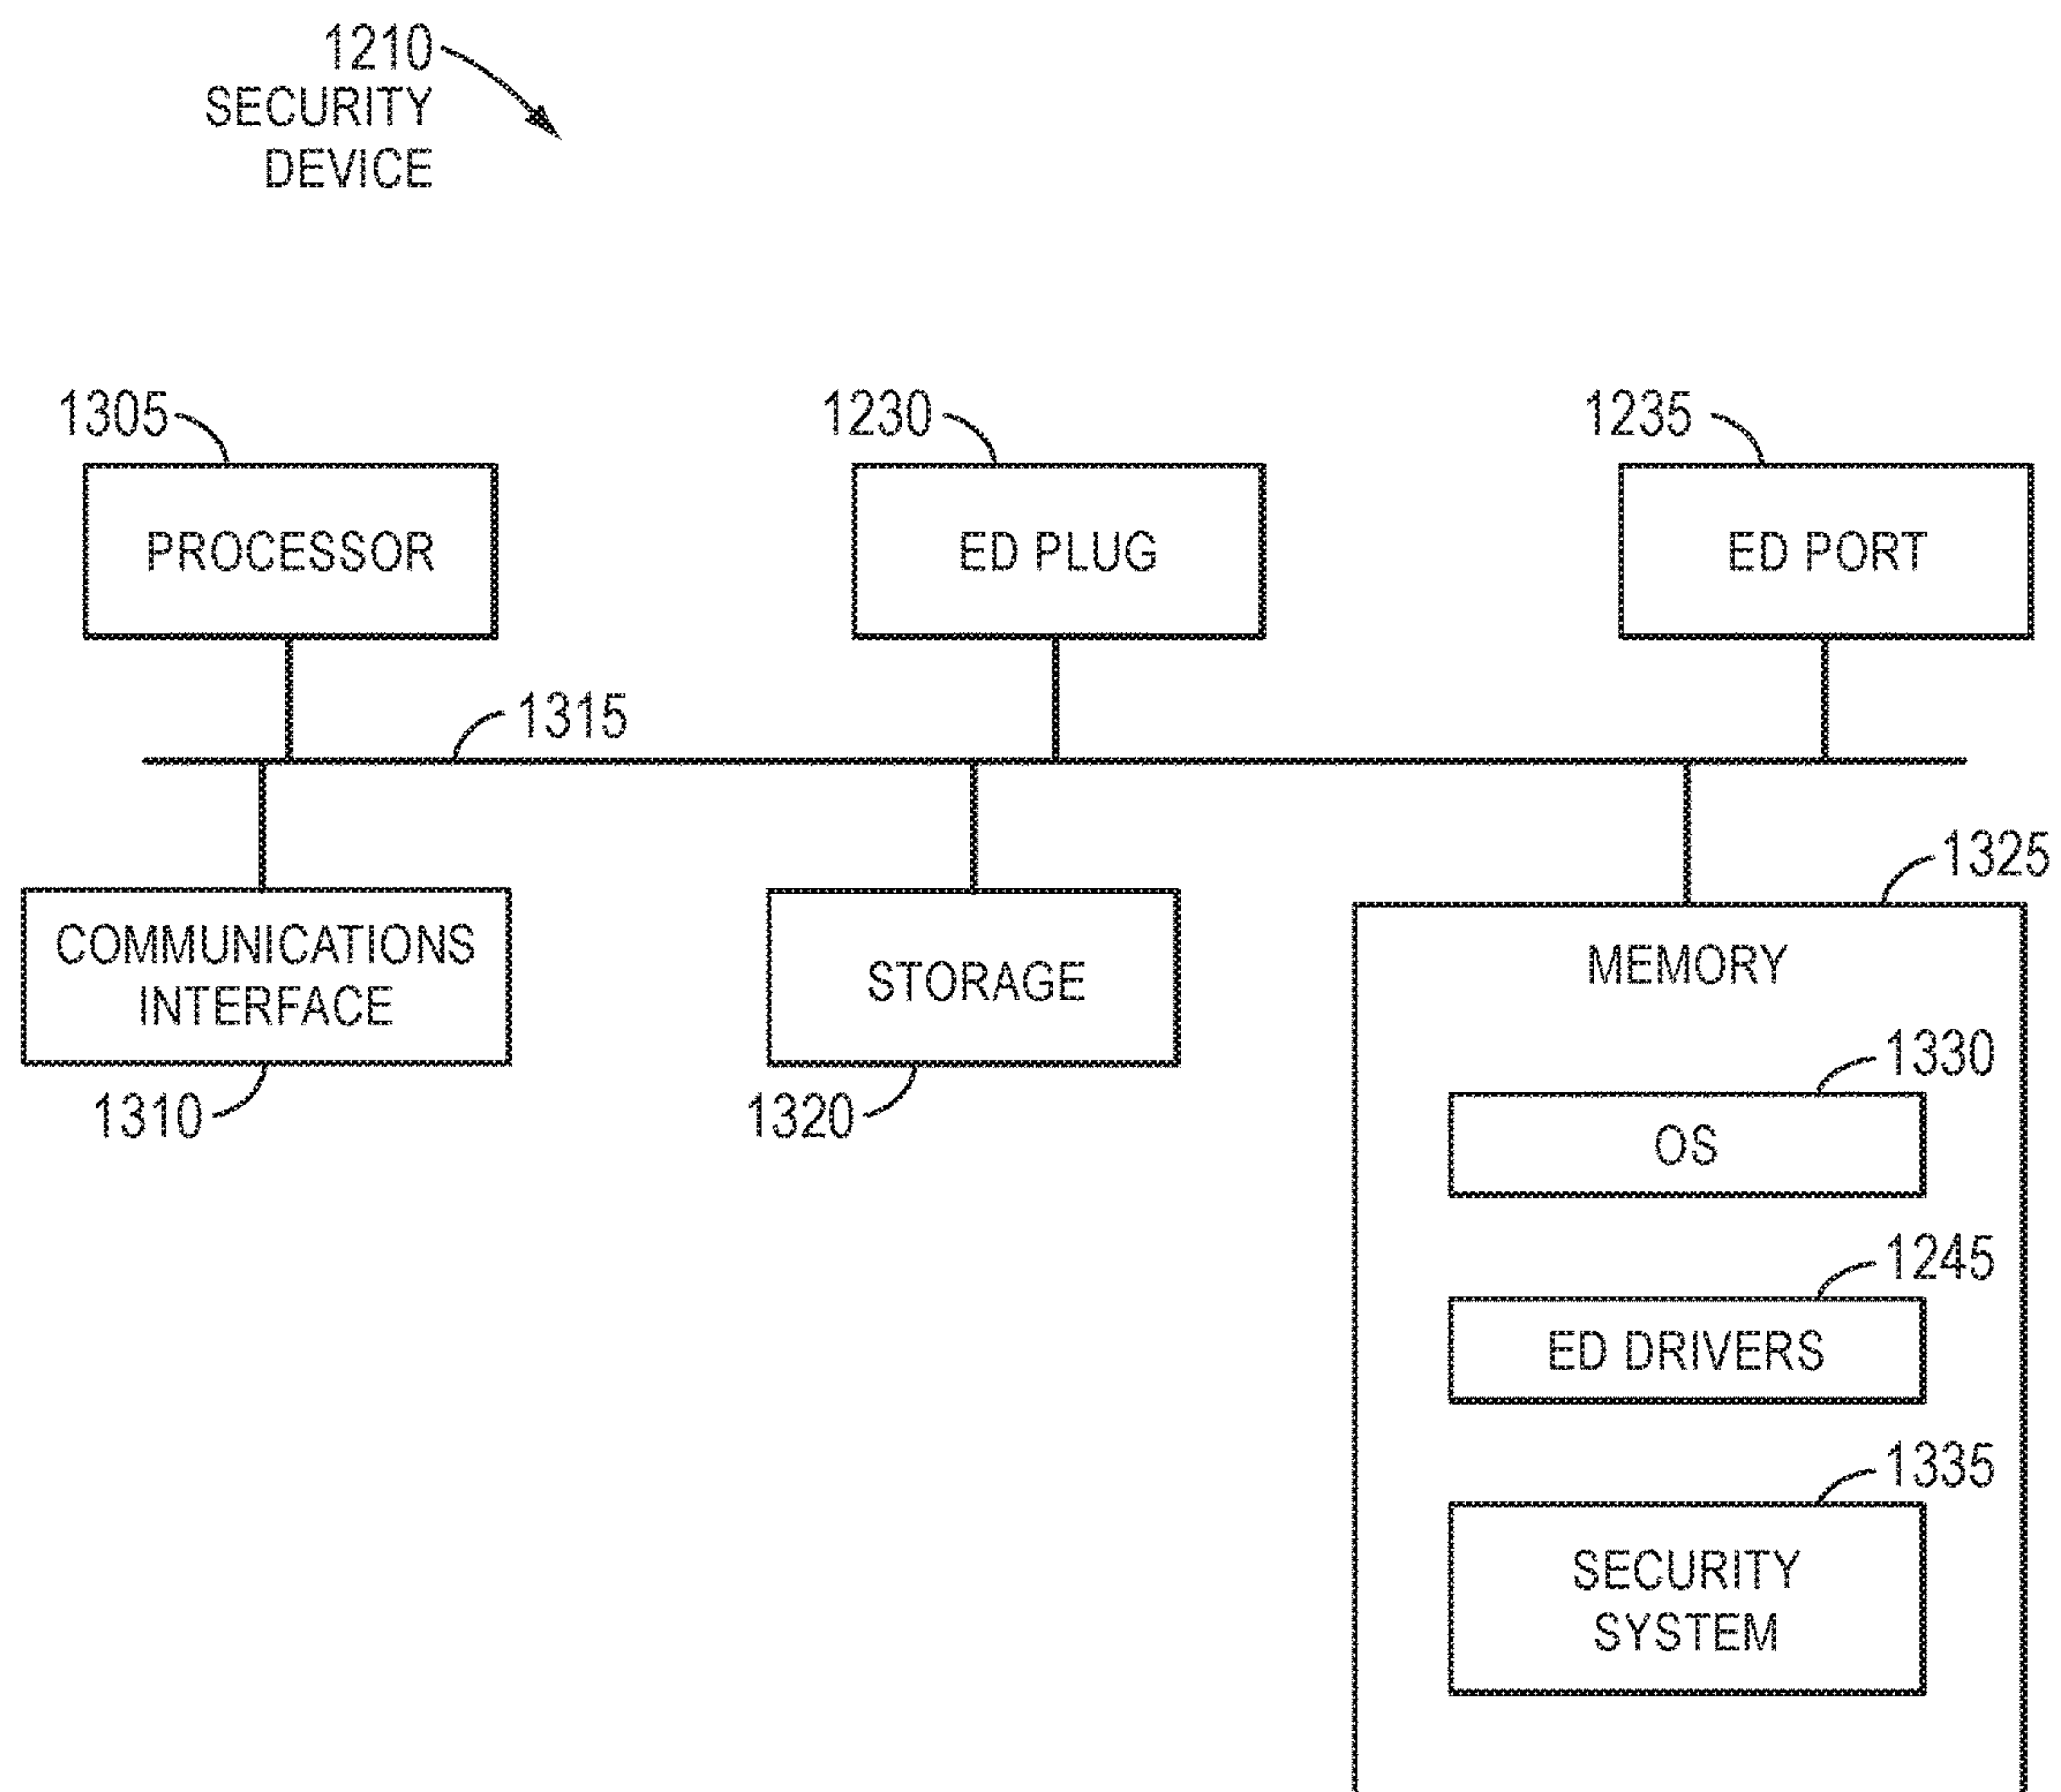 1210
SECURITY
DEVICE
1305
1230
1235
PROCESSOR
ED PLUG
ED PORT
1315
1325
COMMUNICATIONS
INTERFACE
STORAGE
MEMORY
1310
1320
1330
OS
1245
ED DRIVERS
1335
SECURITY
SYSTEM